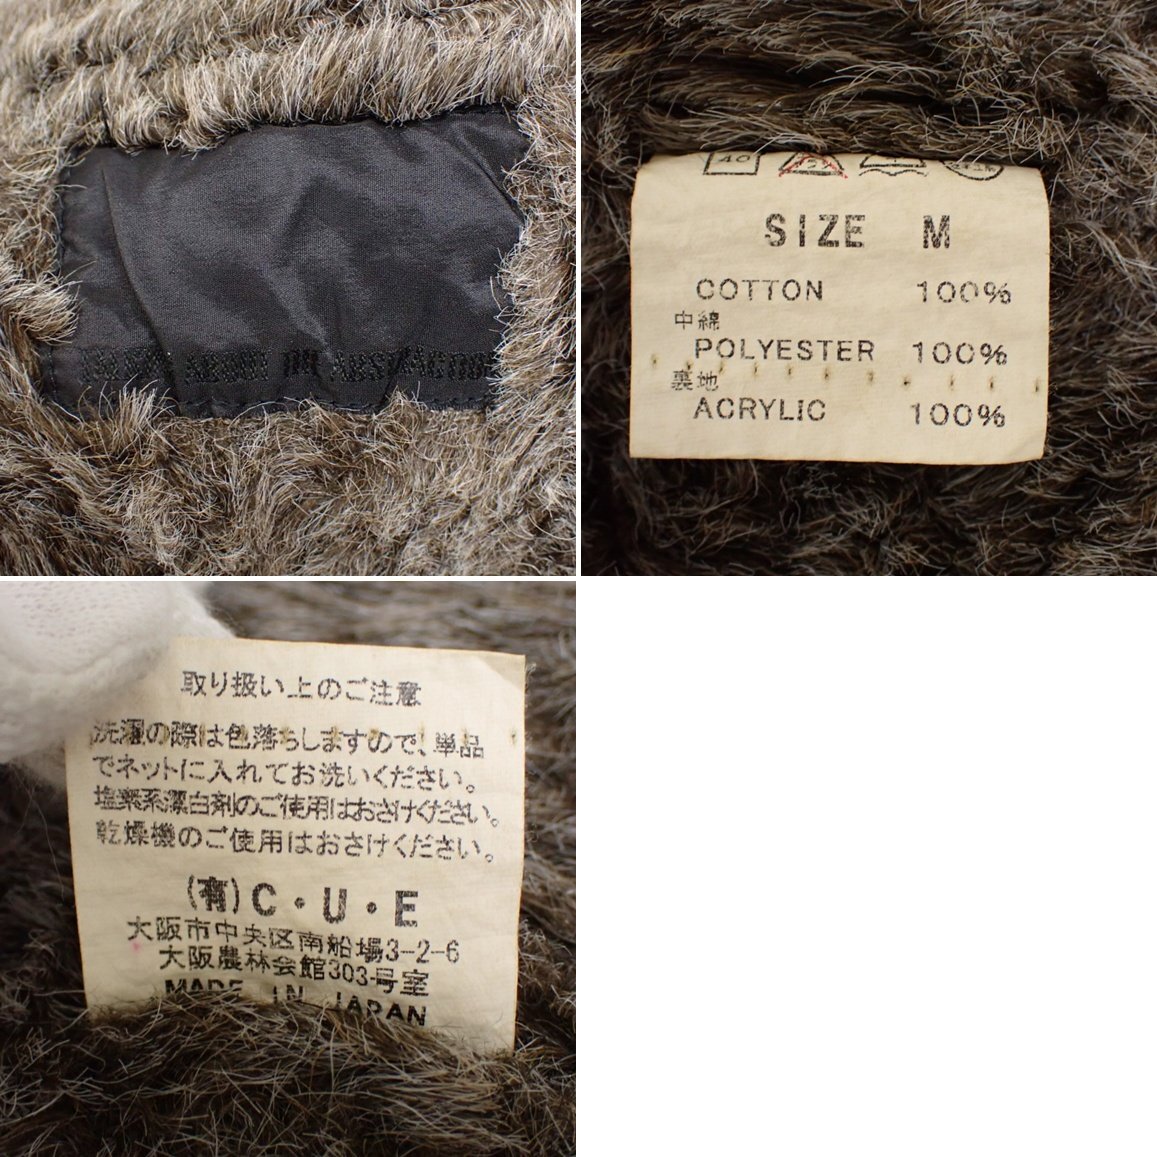 40
SIZE M
COTTON 100%
中綿
POLYESTER 100%
裏地
ACRYLIC 100%
取り扱い上のご注意
洗濯の際は色落ちしますので、単品
でネットに入れてお洗いください。
塩素系漂白剤のご使用はおさけください。
乾燥機のご使用はおさけください。
(有)C・U・E
大阪市中央区南船場3-2-6
大阪農林会館303号室
MADE IN JAPAN